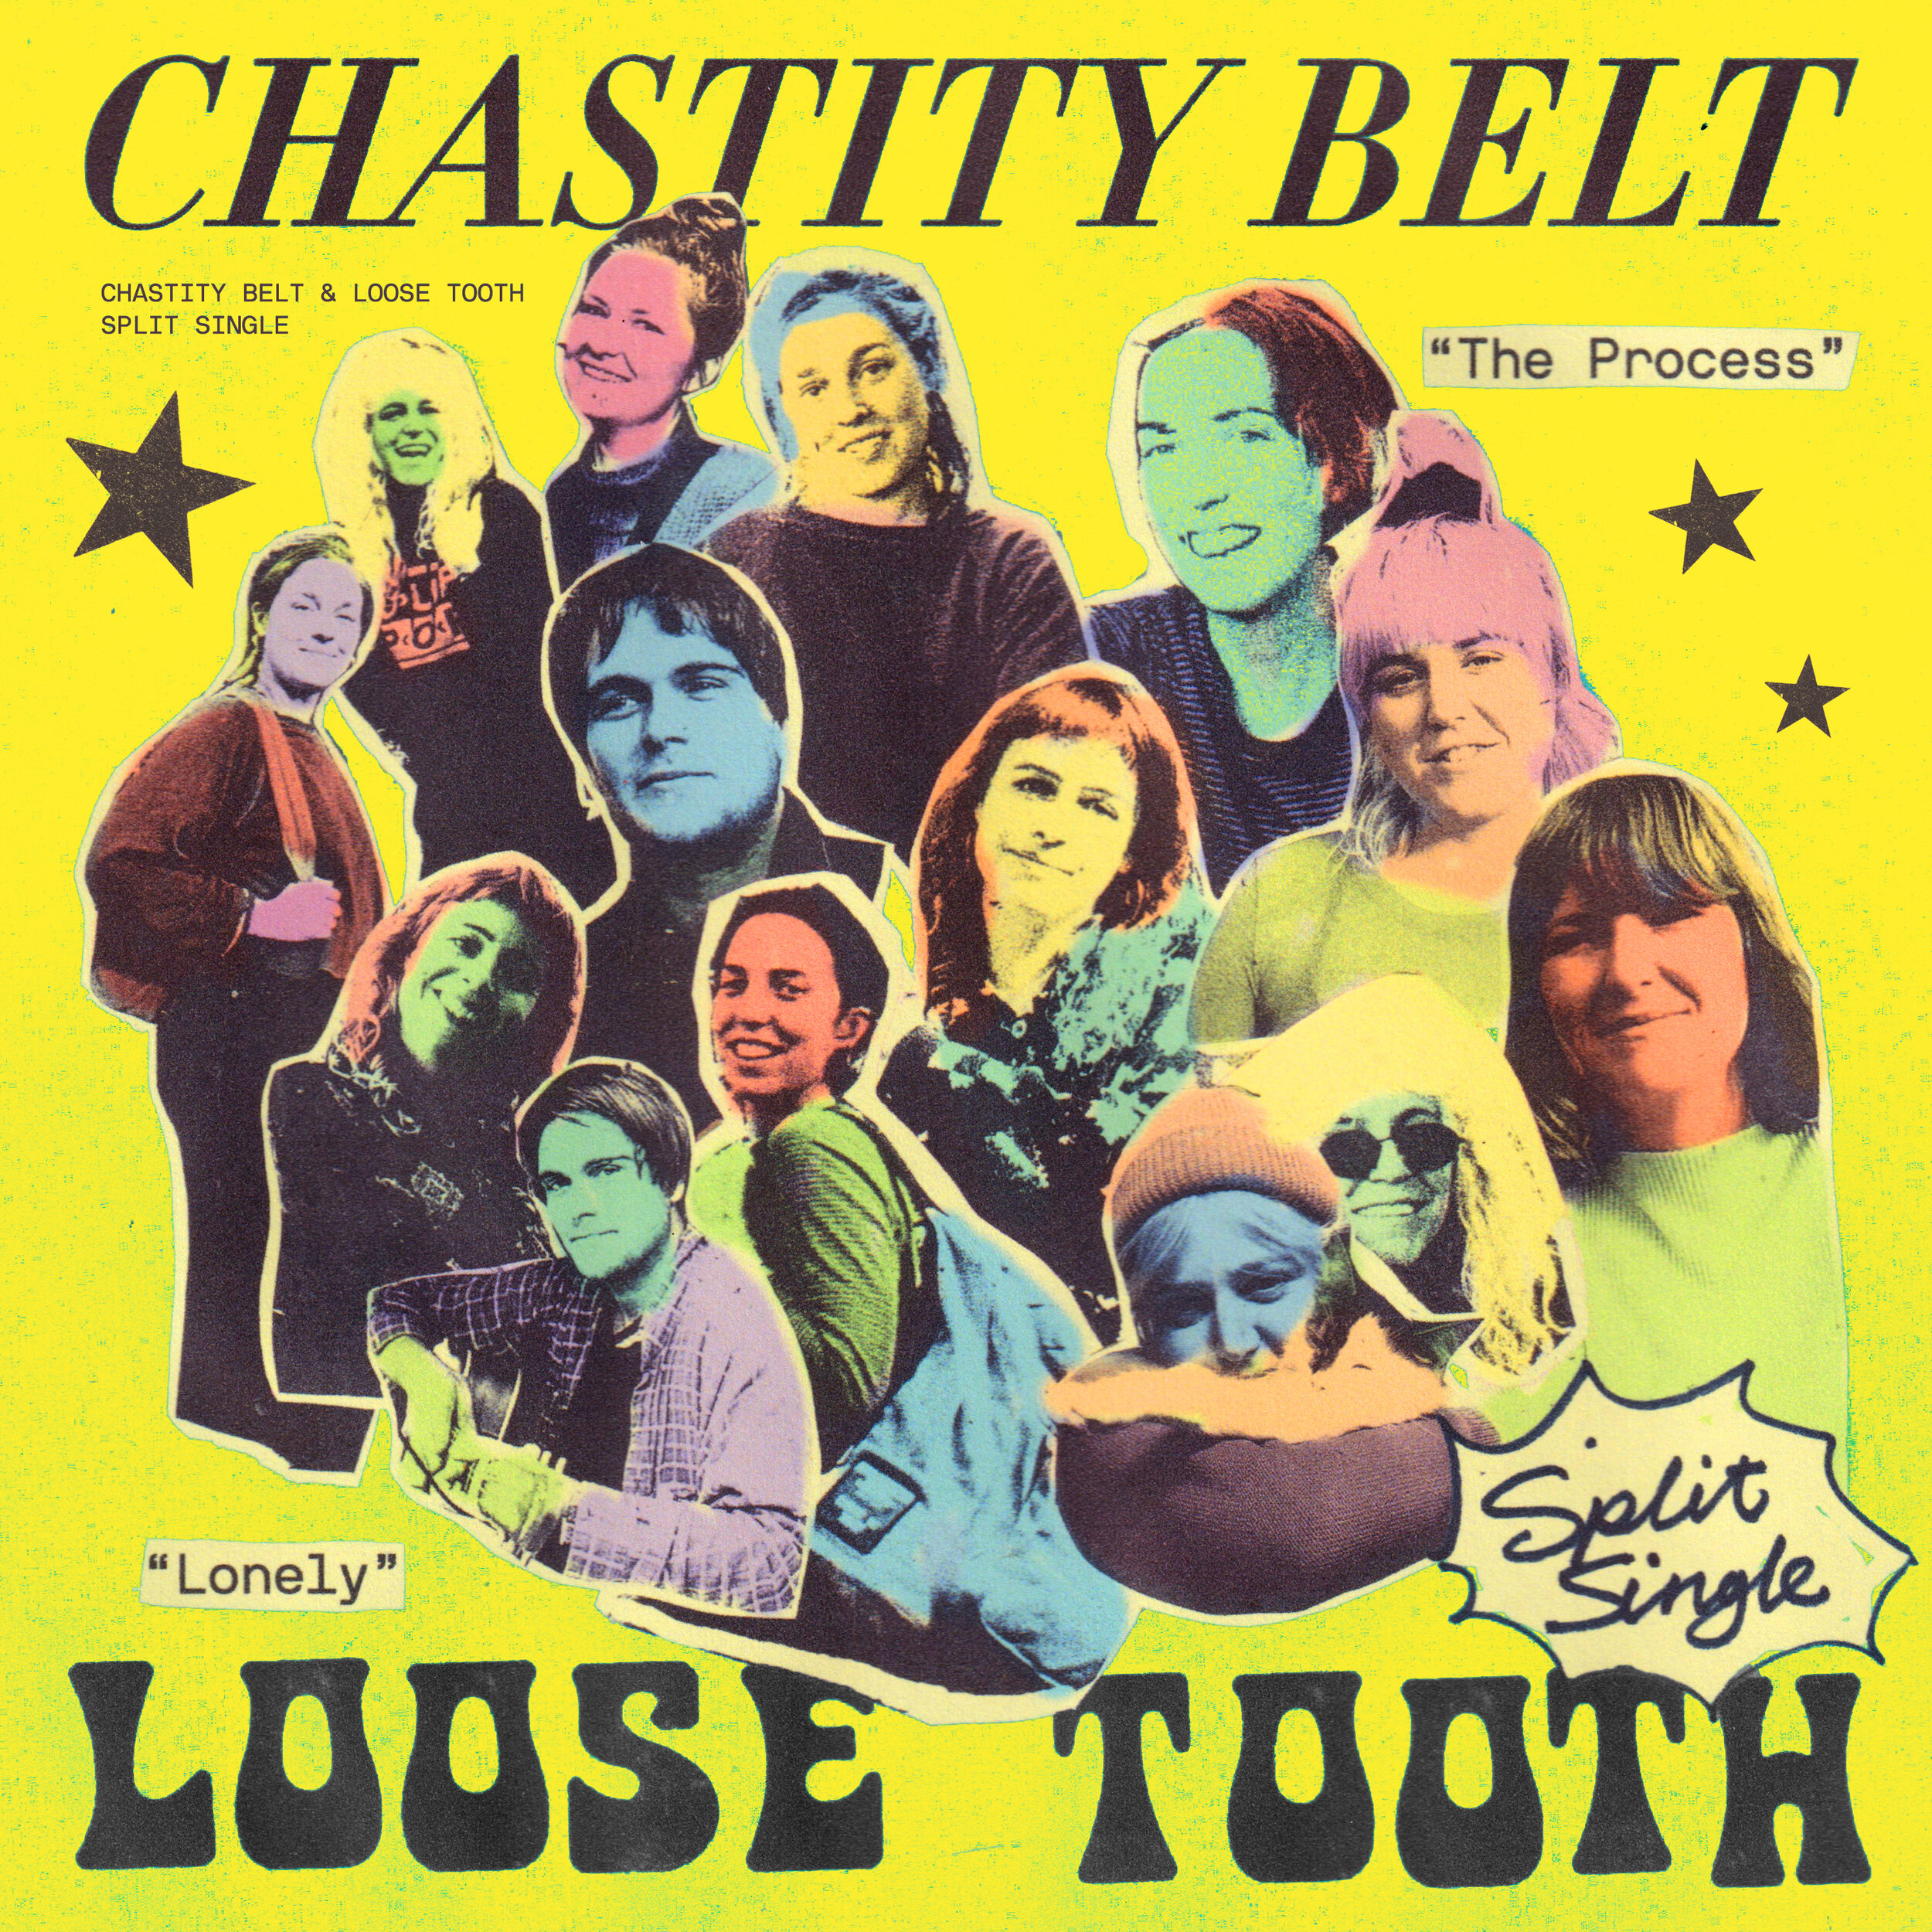 CHASTITY BELT
CHASTITY BELT & LOOSE TOOTH
SPLIT SINGLE
“The Process”
“Lonely”
Split
Single
LOOSE TOOTH